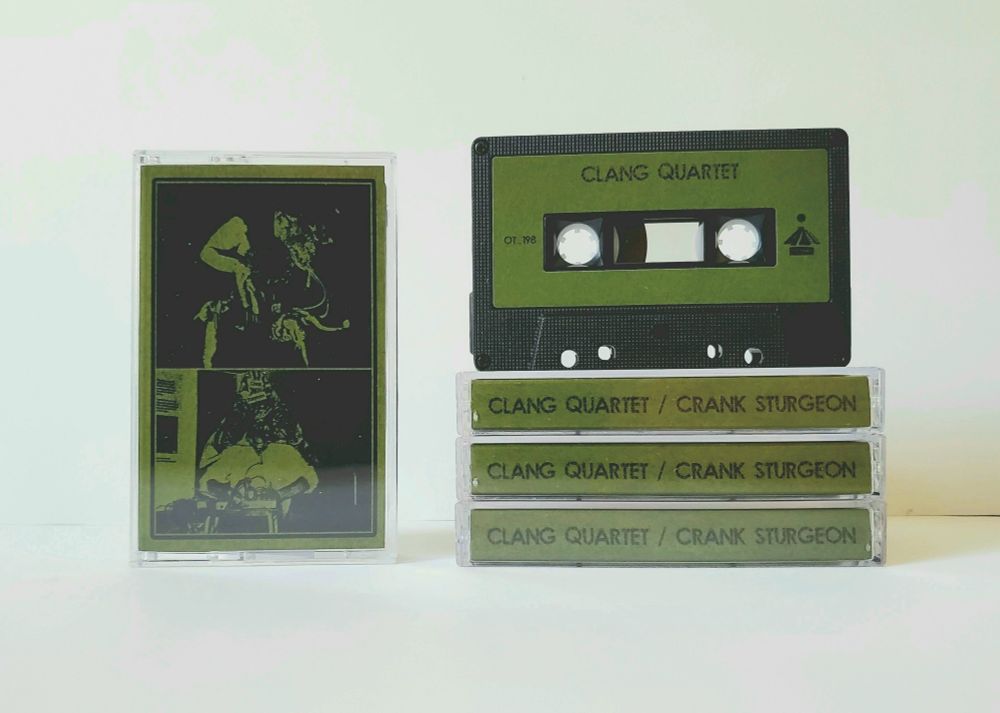 CLANG QUARTET
OT_198
CLANG QUARTET / CRANK STURGEON
CLANG QUARTET / CRANK STURGEON
CLANG QUARTET / CRANK STURGEON